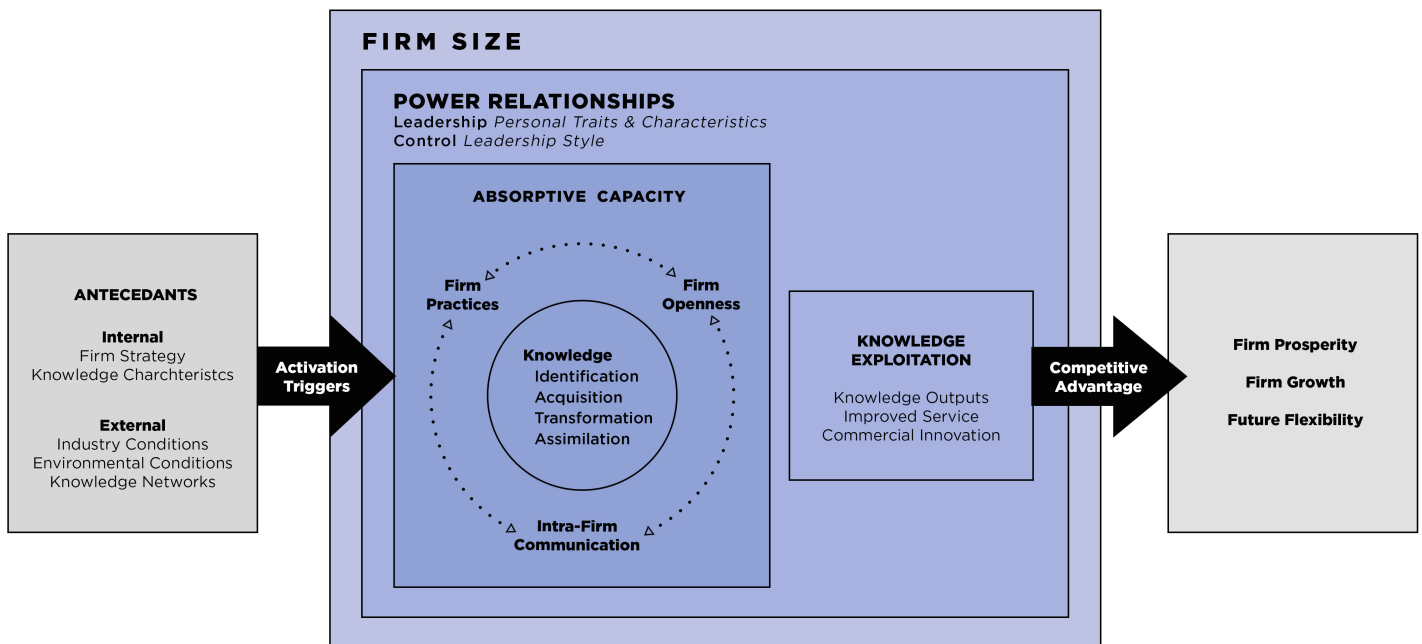 FIRM SIZE
POWER RELATIONSHIPS
Leadership Personal Traits & Characteristics
Control Leadership Style
ANTECEDANTS
Internal
Firm Strategy
Knowledge Charchteristcs
External
Industry Conditions
Environmental Conditions
Knowledge Networks
Activation
Triggers
ABSORPTIVE CAPACITY
Firm
Practices
Firm
Openness
Knowledge
Identification
Acquisition
Transformation
Assimilation
Intra-Firm
Communication
KNOWLEDGE
EXPLOITATION
Knowledge Outputs
Improved Service
Commercial Innovation
Competitive
Advantage
Firm Prosperity
Firm Growth
Future Flexibility